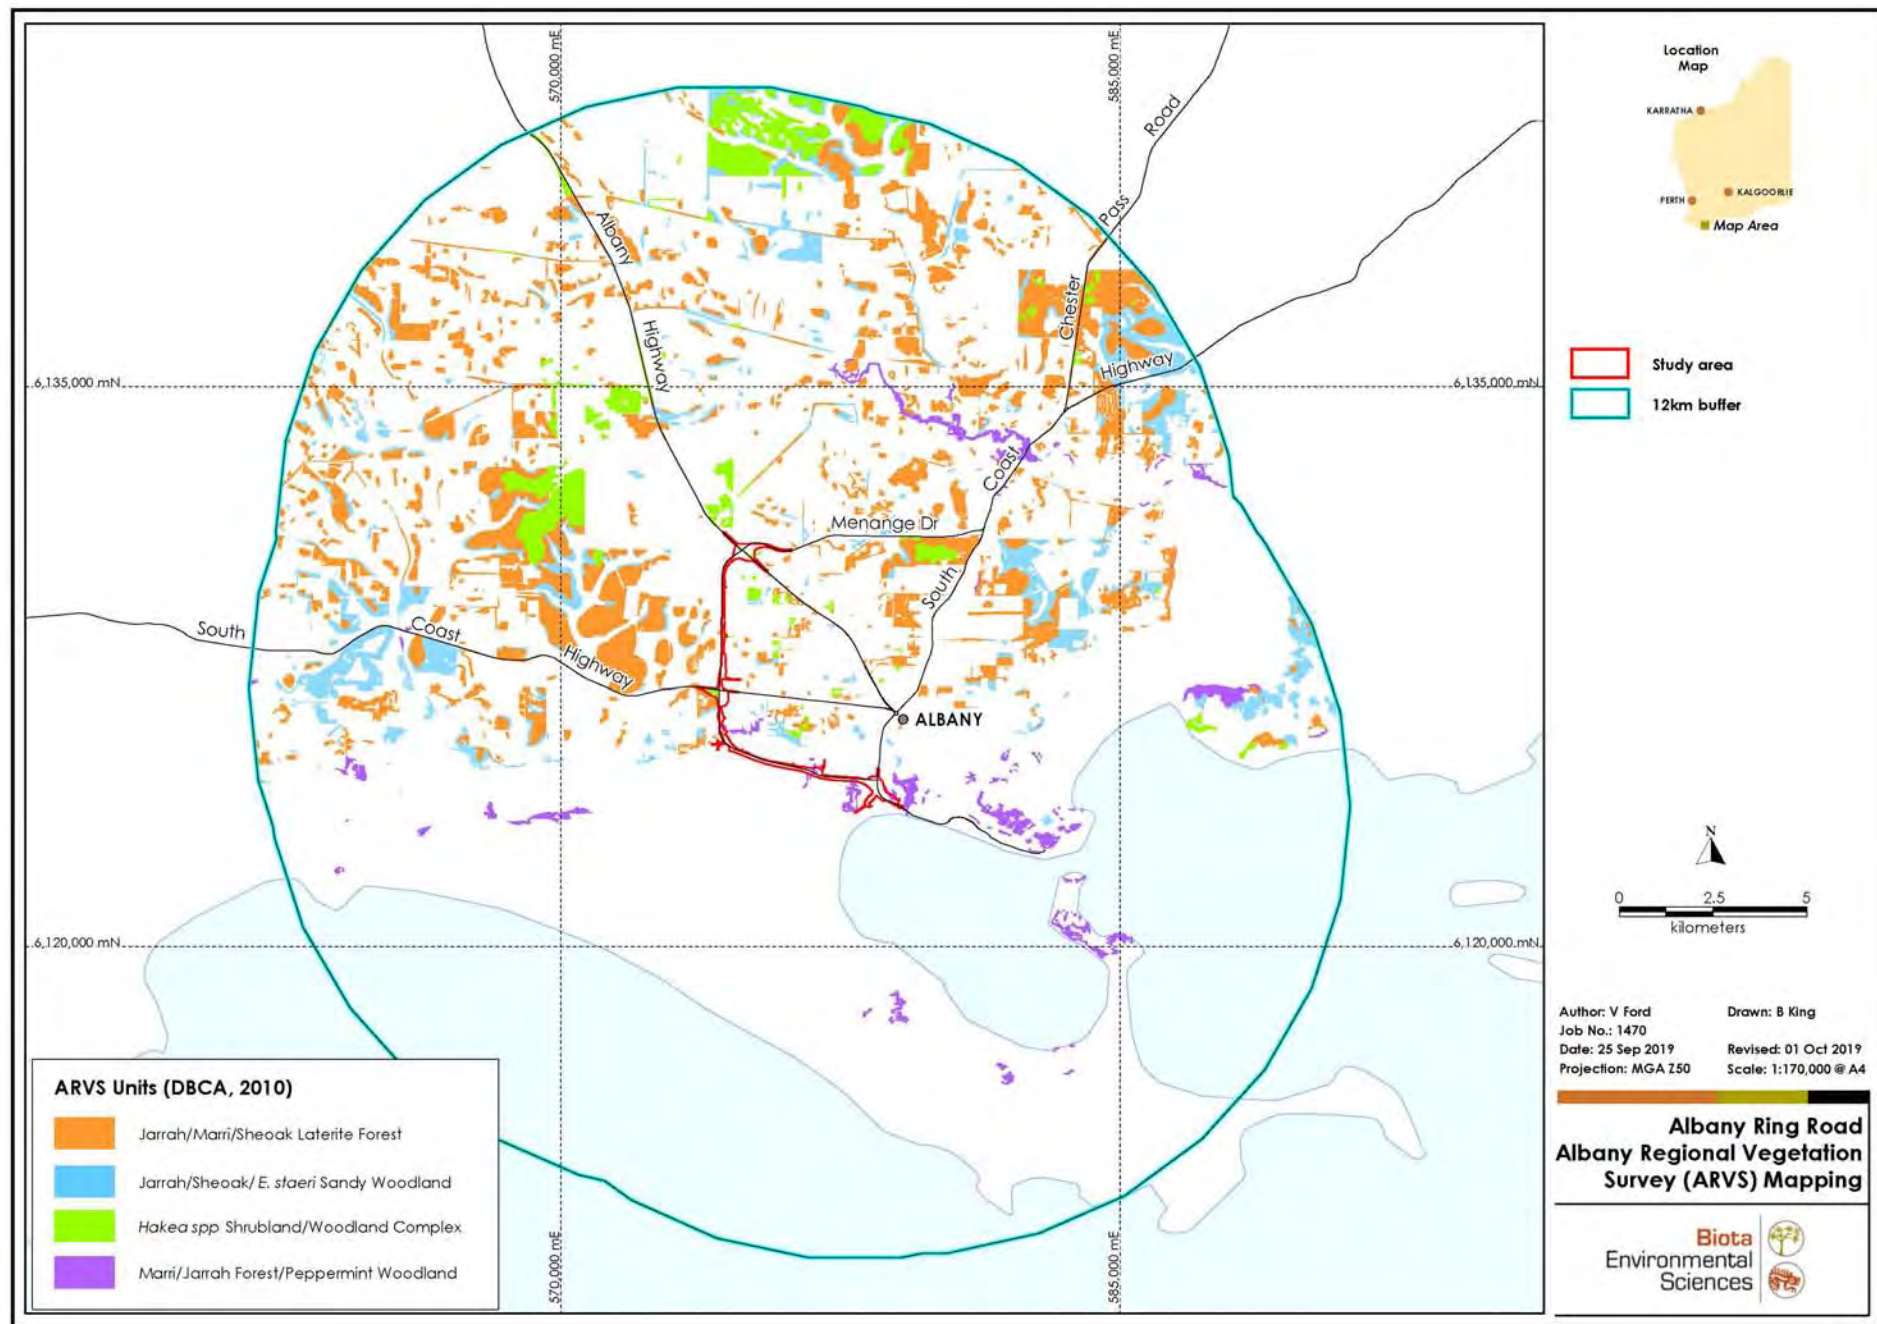 570,000 mE
585,000 mE
Road
Pass
Chester
Albany
Highway
Highway
6,135,000 mN
6,135,000 mN
Coast
Menange Dr
South
South
Coast
Highway
ALBANY
6,120,000 mN
6,120,000 mN
570,000 mE
585,000 mE
ARVS Units (DBCA, 2010)
Jarrah/Marri/Sheoak Laterite Forest
Jarrah/Sheoak/ E. staeri Sandy Woodland
Hakea spp Shrubland/Woodland Complex
Marri/Jarrah Forest/Peppermint Woodland
Location
Map
KARRATHA
KALGOORLIE
PERTH
Map Area
Study area
12km buffer
N
0 2.5 5
kilometers
Author: V Ford Drawn: B King
Job No.: 1470
Date: 25 Sep 2019 Revised: 01 Oct 2019
Projection: MGA Z50 Scale: 1:170,000 @ A4
Albany Ring Road
Albany Regional Vegetation
Survey (ARVS) Mapping
Biota
Environmental
Sciences